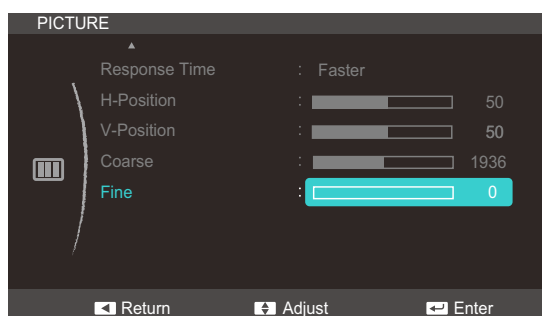 PICTURE
Response Time : Faster
H-Position : 50
V-Position : 50
Coarse : 1936
Fine : 0
Return Adjust Enter